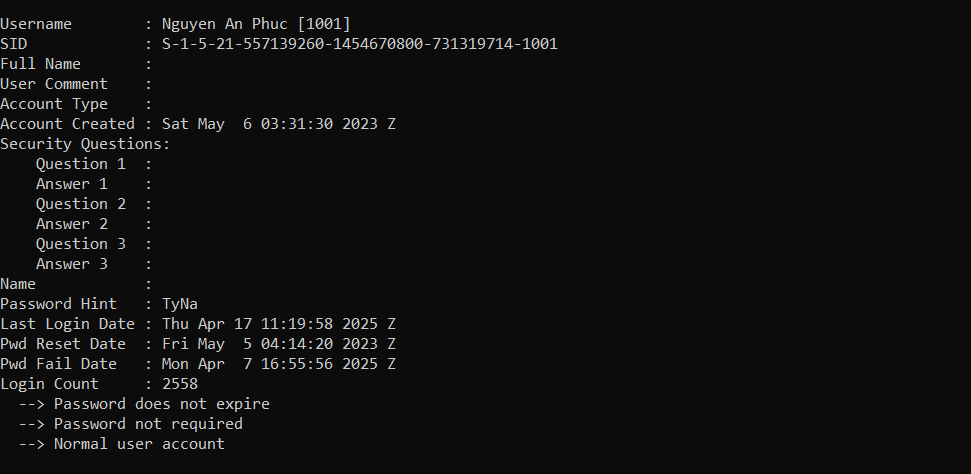 Username        : Nguyen An Phuc [1001]
SID             : S-1-5-21-557139260-1454670800-731319714-1001
Full Name       :
User Comment    :
Account Type    :
Account Created : Sat May  6 03:31:30 2023 Z
Security Questions:
    Question 1  :
    Answer 1    :
    Question 2  :
    Answer 2    :
    Question 3  :
    Answer 3    :
Name            :
Password Hint   : TyNa
Last Login Date : Thu Apr 17 11:19:58 2025 Z
Pwd Reset Date  : Fri May  5 04:14:20 2023 Z
Pwd Fail Date   : Mon Apr  7 16:55:56 2025 Z
Login Count     : 2558
  --> Password does not expire
  --> Password not required
  --> Normal user account